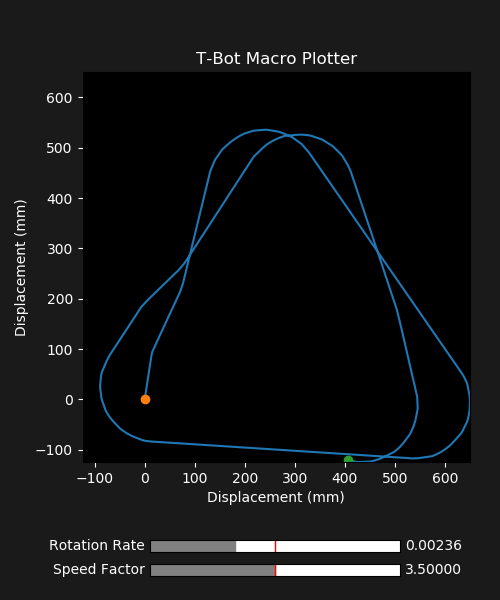 T-Bot Macro Plotter
600
500
400
300
200
100
0
−100
Displacement (mm)
−100 0 100 200 300 400 500 600
Displacement (mm)
Rotation Rate 0.00236
Speed Factor 3.50000